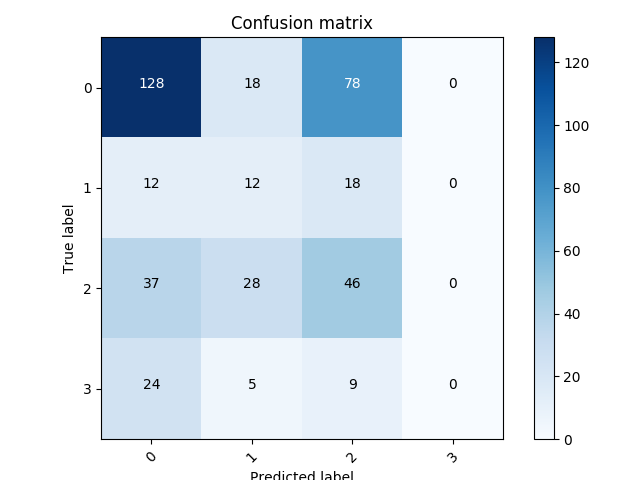 Confusion matrix
0 128 18 78 0
1 12 12 18 0
2 37 28 46 0
3 24 5 9 0
0 1 2 3
True label
Predicted label
120
100
80
60
40
20
0